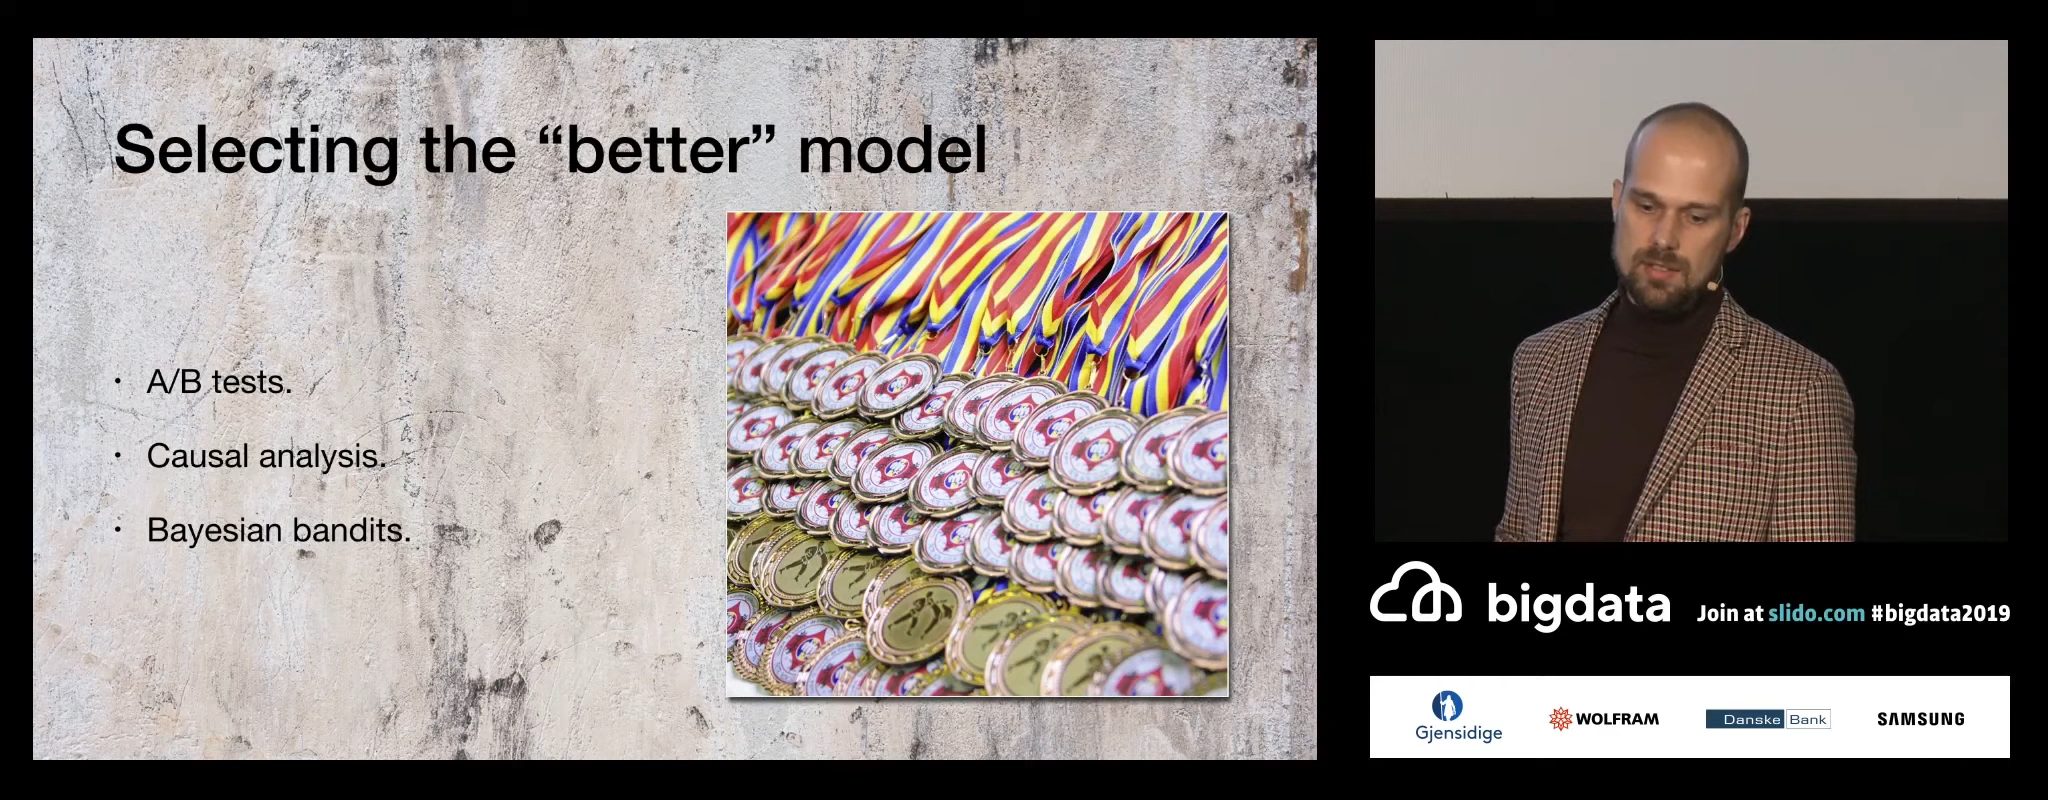 Selecting the “better” model
• A/B tests.
• Causal analysis.
• Bayesian bandits.
bigdata
Join at slido.com #bigdata2019
Gjensidige
WOLFRAM
Danske Bank
SAMSUNG